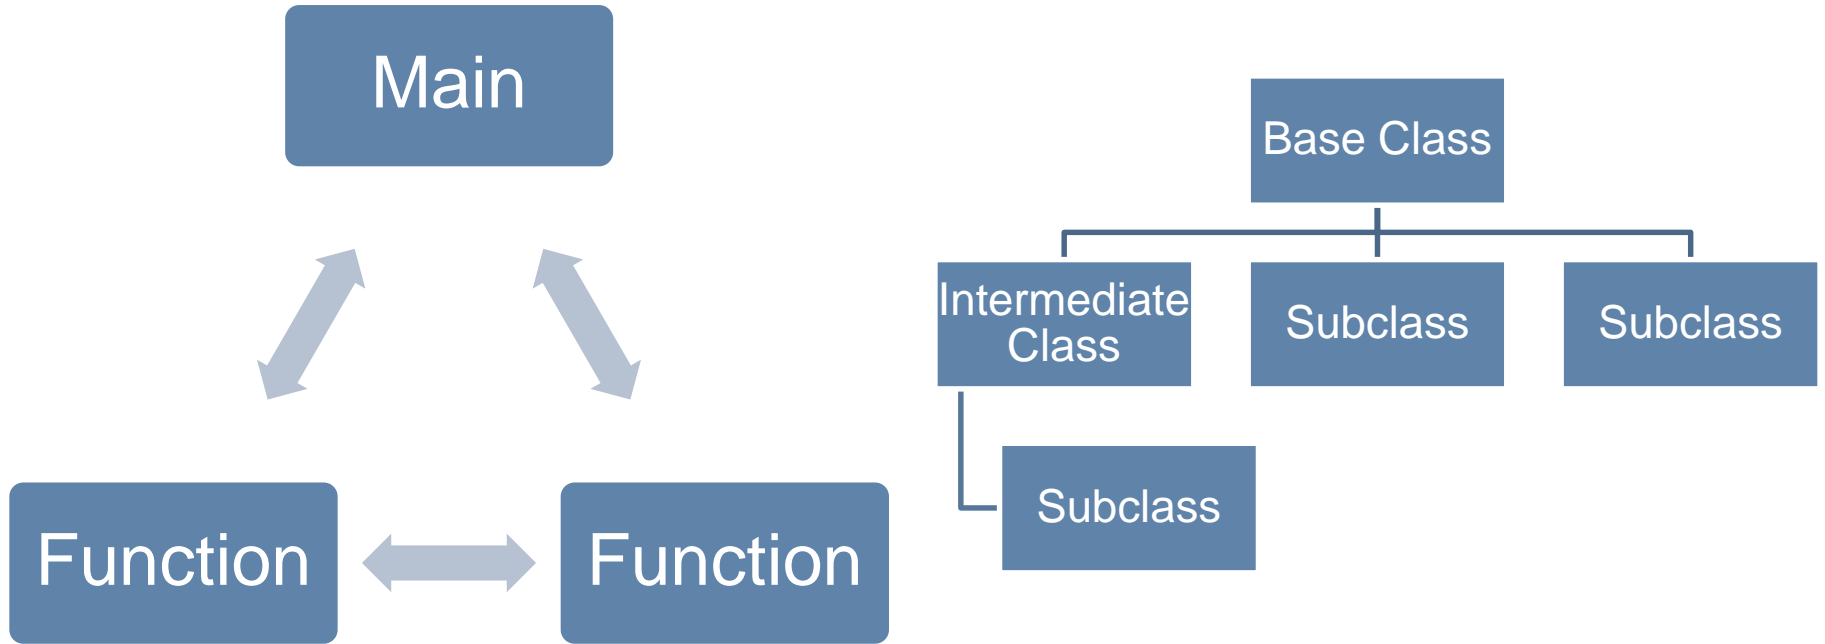 Main
Function
Function
Base Class
Intermediate
Class
Subclass
Subclass
Subclass